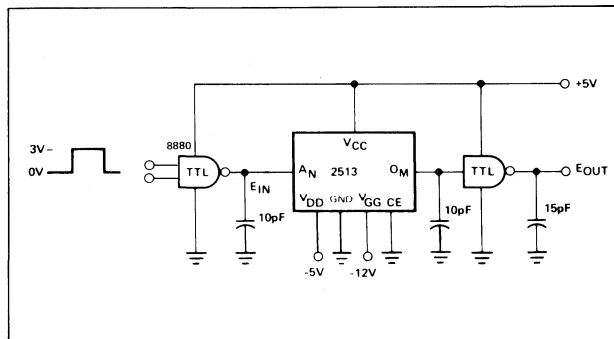 +5V
3V
0V
8880
TTL
EIN
10pF
VCC
AN
2513
OM
VDD
GND
VGG
CE
-5V
-12V
10pF
TTL
EOUT
15pF